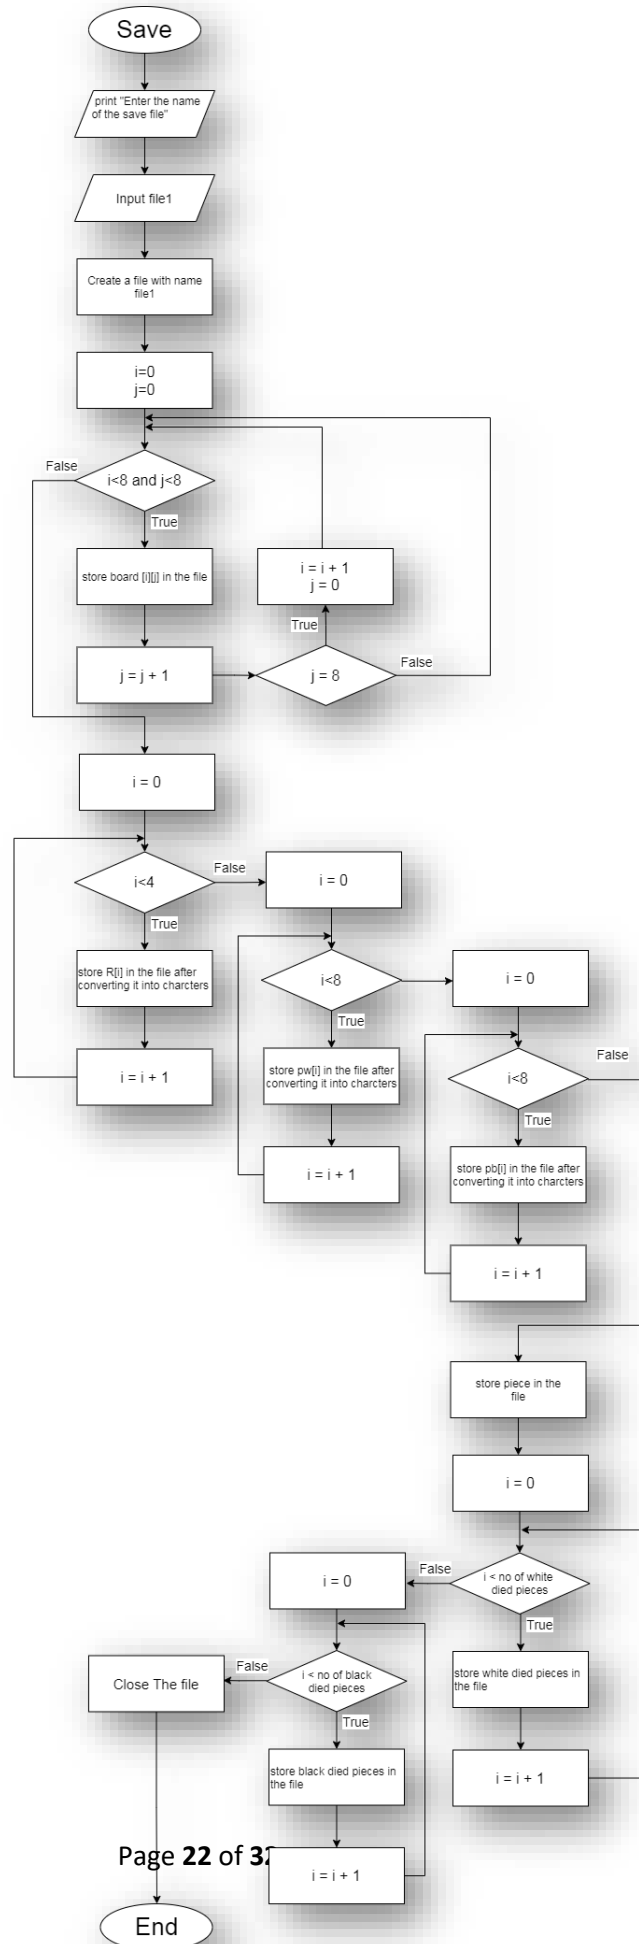 Save
print "Enter the name
of the save file"
Input file1
Create a file with name
file1
i=0
j=0
i<8 and j<8
False
True
store board [i][j] in the file
j = j + 1
j = 8
True
False
i = i + 1
j = 0
i = 0
i<4
False
True
store R[i] in the file after
converting it into charcters
i = i + 1
i = 0
i<8
True
store pw[i] in the file after
converting it into charcters
i = i + 1
i = 0
i<8
False
True
store pb[i] in the file after
converting it into charcters
i = i + 1
store piece in the
file
i = 0
i < no of white
died pieces
False
True
store white died pieces in
the file
i = i + 1
i = 0
i < no of black
died pieces
False
True
store black died pieces in
the file
i = i + 1
Close The file
Page 22 of 32
End